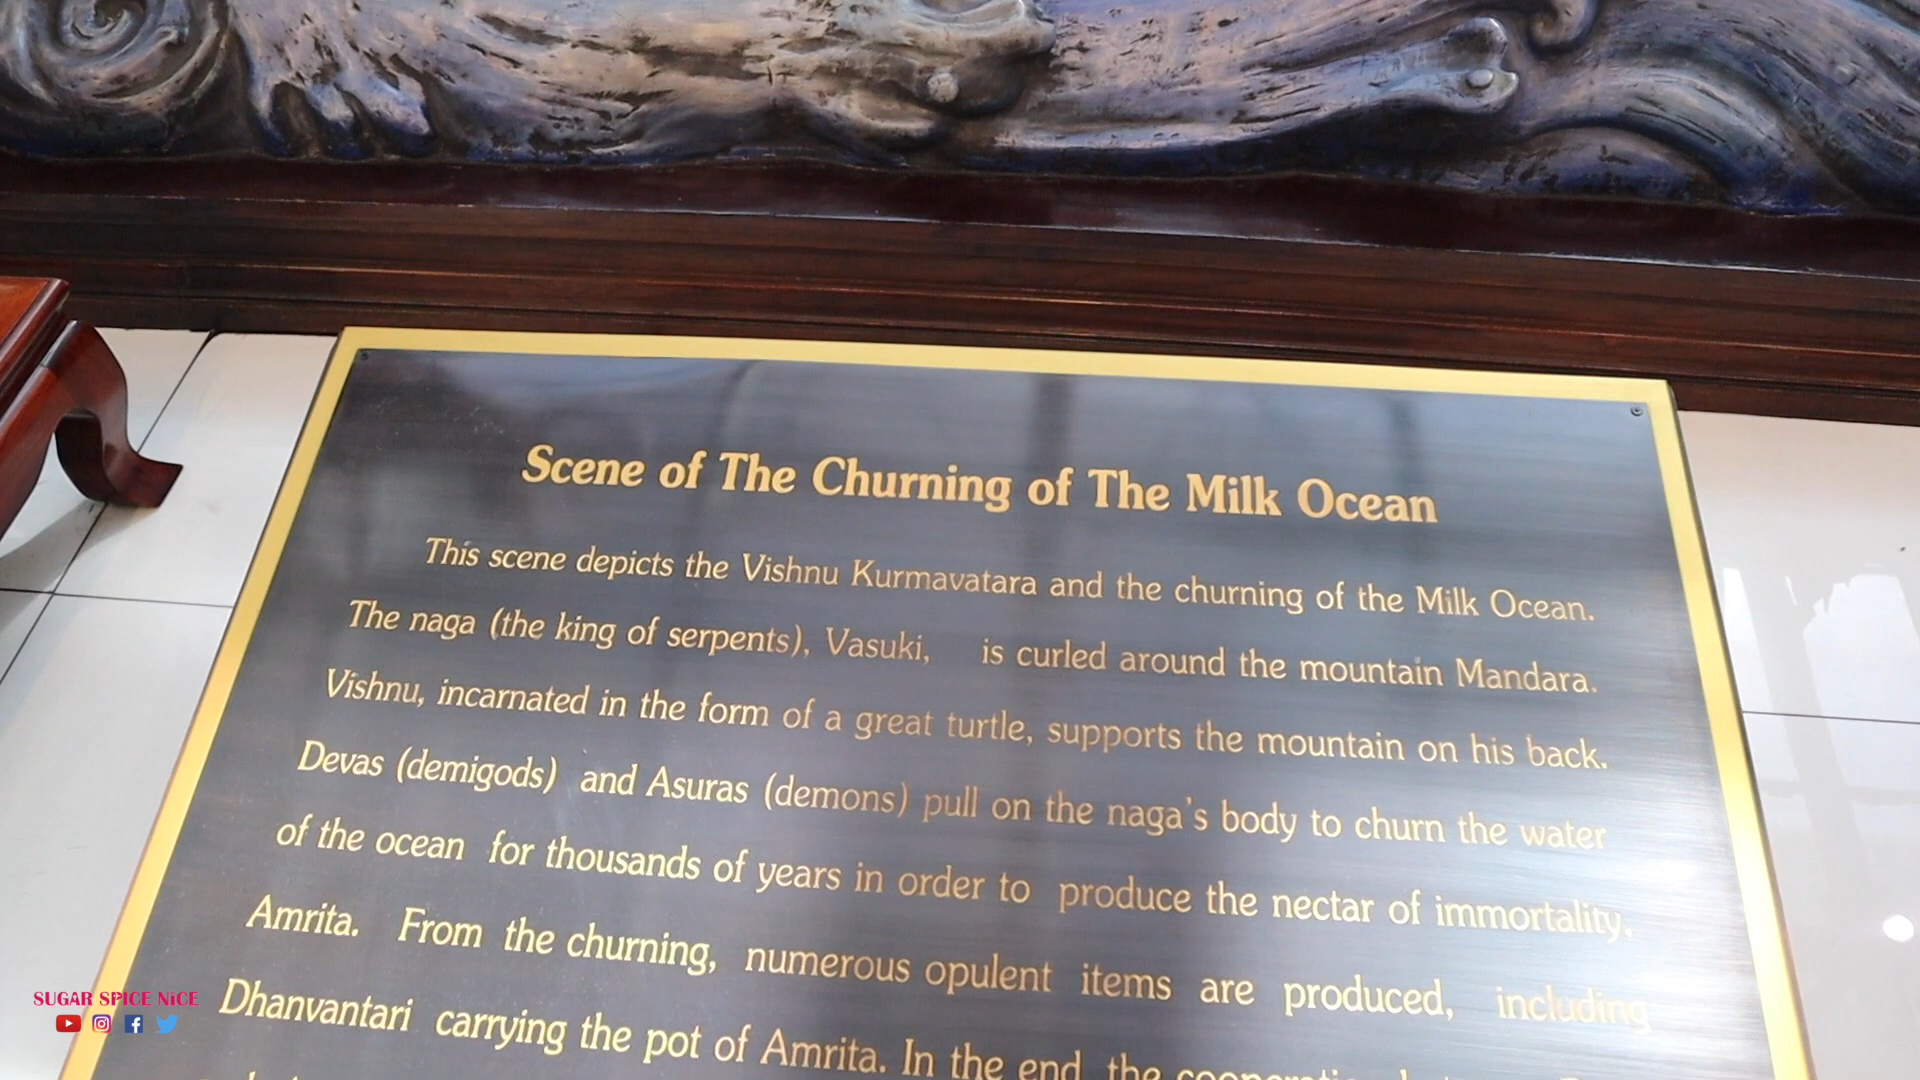 Scene of The Churning of The Milk Ocean
This scene depicts the Vishnu Kurmavatara and the churning of the Milk Ocean.
The naga (the king of serpents), Vasuki, is curled around the mountain Mandara.
Vishnu, incarnated in the form of a great turtle, supports the mountain on his back.
Devas (demigods) and Asuras (demons) pull on the naga's body to churn the water
of the ocean for thousands of years in order to produce the nectar of immortality,
Amrita. From the churning, numerous opulent items are produced, including
Dhanvantari carrying the pot of Amrita. In the end the
SUGAR SPICE NiCE